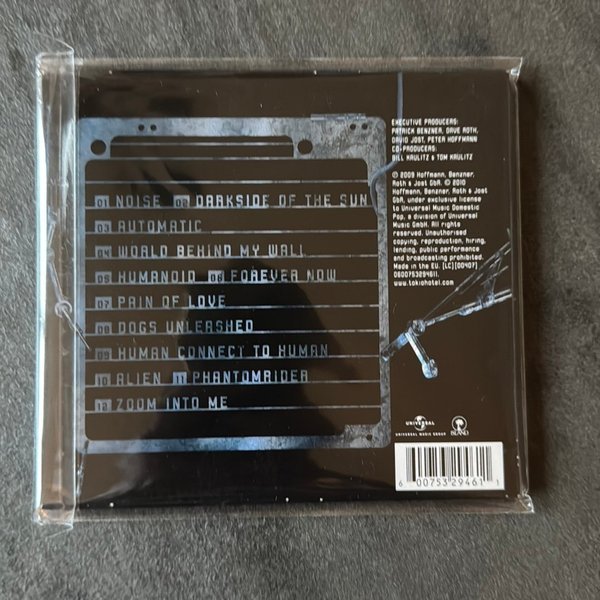 01 NOISE 02 DARKSIDE OF THE SUN
03 AUTOMATIC
04 WORLD BEHIND MY WALL
05 HUMANOID 06 FOREVER NOW
07 PAIN OF LOVE
08 DOGS UNLEASHED
09 HUMAN CONNECT TO HUMAN
10 ALIEN 11 PHANTOMRIDER
12 ZOOM INTO ME
EXECUTIVE PRODUCERS:
PATRICK BENZNER, DAVE ROTH,
DAVID JOST, PETER HOFFMANN
CO-PRODUCERS:
BILL KAULITZ & TOM KAULITZ
℗ 2009 Hoffmann, Benzner,
Roth & Jost GbR. © 2010
Hoffmann, Benzner, Roth & Jost
GbR, under exclusive license
to Universal Music Domestic
Pop, a division of Universal
Music GmbH. All rights
reserved. Unauthorised
copying, reproduction, hiring,
lending, public performance
and broadcasting prohibited.
Made in the EU. [LC][00407]
0600753294611.
www.tokiohotel.com
UNIVERSAL
UNIVERSAL MUSIC GROUP
ISLAND
6 00753 29461 1